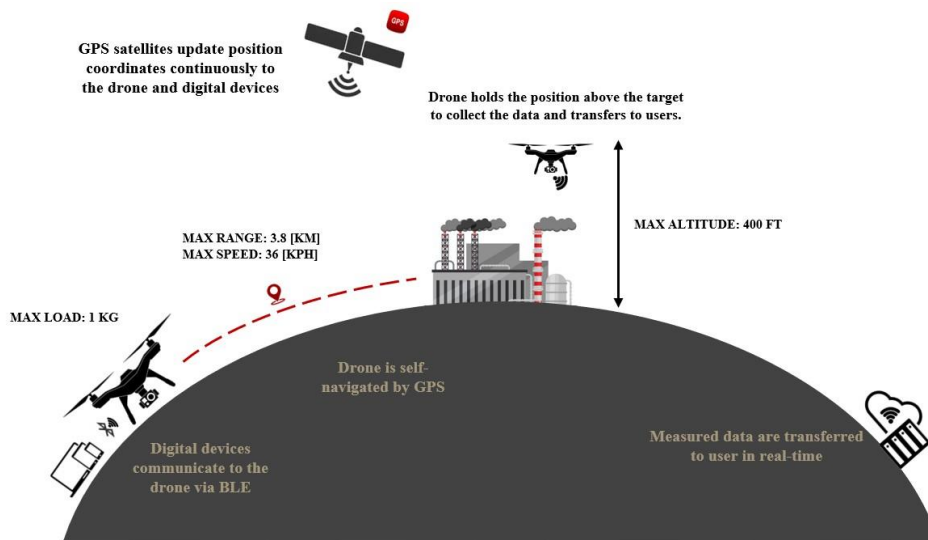 GPS
GPS satellites update position
coordinates continuously to
the drone and digital devices
Drone holds the position above the target
to collect the data and transfers to users.
MAX ALTITUDE: 400 FT
MAX RANGE: 3.8 [KM]
MAX SPEED: 36 [KPH]
MAX LOAD: 1 KG
Drone is self-
navigated by GPS
Digital devices
communicate to the
drone via BLE
Measured data are transferred
to user in real-time